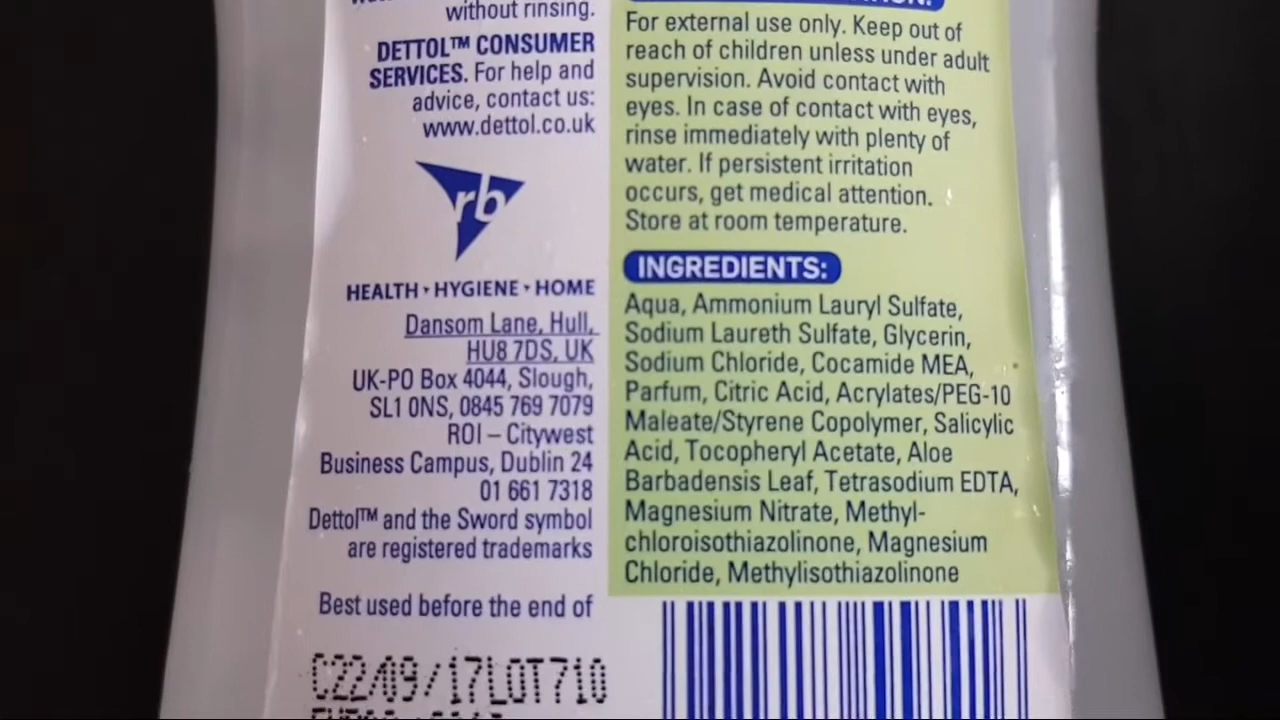 without rinsing.
DETTOL™ CONSUMER
SERVICES. For help and
advice, contact us:
www.dettol.co.uk
rb
HEALTH • HYGIENE • HOME
Dansom Lane, Hull,
HU8 7DS, UK
UK-PO Box 4044, Slough,
SL1 0NS, 0845 769 7079
ROI – Citywest
Business Campus, Dublin 24
01 661 7318
Dettol™ and the Sword symbol
are registered trademarks
Best used before the end of
C22/09/17LOT710
For external use only. Keep out of
reach of children unless under adult
supervision. Avoid contact with
eyes. In case of contact with eyes,
rinse immediately with plenty of
water. If persistent irritation
occurs, get medical attention.
Store at room temperature.
INGREDIENTS:
Aqua, Ammonium Lauryl Sulfate,
Sodium Laureth Sulfate, Glycerin,
Sodium Chloride, Cocamide MEA,
Parfum, Citric Acid, Acrylates/PEG-10
Maleate/Styrene Copolymer, Salicylic
Acid, Tocopheryl Acetate, Aloe
Barbadensis Leaf, Tetrasodium EDTA,
Magnesium Nitrate, Methyl-
chloroisothiazolinone, Magnesium
Chloride, Methylisothiazolinone